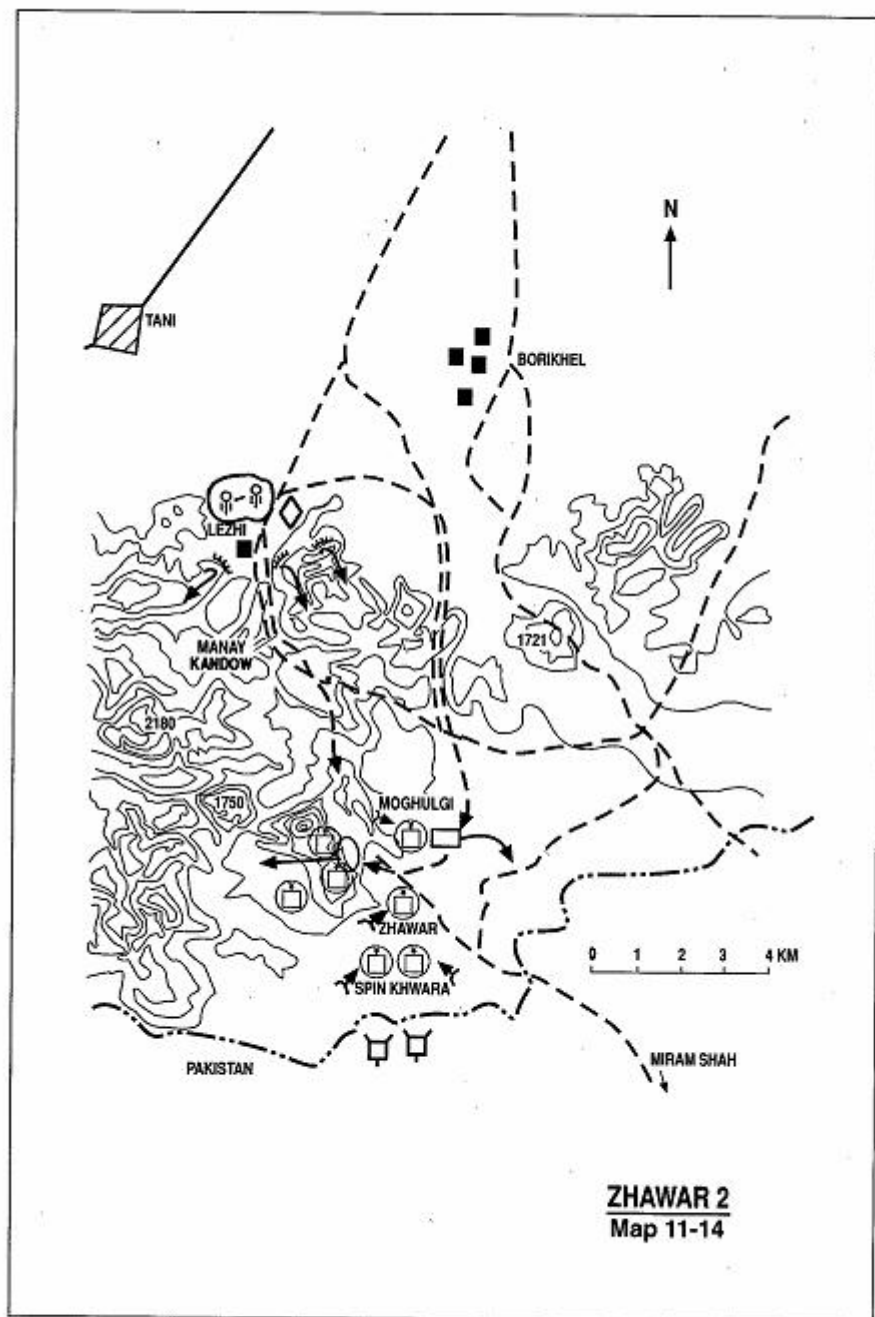 N
TANI
BORIKHEL
LEZHI
MANAY
KANDOW
1721
2180
1750
MOGHULGI
ZHAWAR
SPIN KHWARA
0 1 2 3 4 KM
PAKISTAN
MIRAM SHAH
ZHAWAR 2
Map 11-14